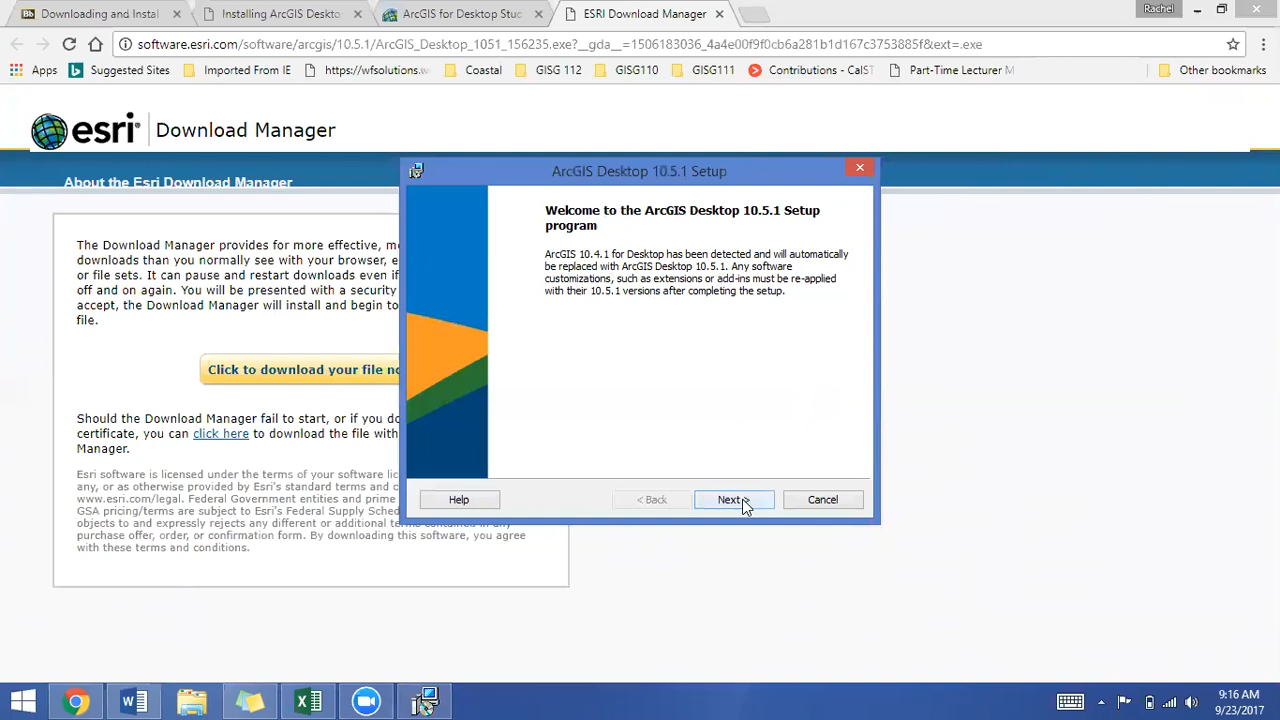 Downloading and Instal
Installing ArcGIS Deskto
ArcGIS for Desktop Stuc
ESRI Download Manager
Rachel
software.esri.com/software/arcgis/10.5.1/ArcGIS_Desktop_1051_156235.exe?__gda__=1506183036_4a4e00f9f0cb6a281b1d167c3753885f&ext=.exe
Apps
Suggested Sites
Imported From IE
https://wfsolutions.w
Coastal
GISG 112
GISG110
GISG111
Contributions - CalST
Part-Time Lecturer M
Other bookmarks
esri
Download Manager
About the Esri Download Manager
The Download Manager provides for more effective, m
downloads than you normally see with your browser, e
or file sets. It can pause and restart downloads even if
off and on again. You will be presented with a security
accept, the Download Manager will install and begin to
file.
Click to download your file no
Should the Download Manager fail to start, or if you do
certificate, you can click here to download the file with
Manager.
Esri software is licensed under the terms of your software lic
any, or as otherwise provided by Esri's standard terms and c
www.esri.com/legal. Federal Government entities and prime
GSA pricing/terms are subject to Esri's Federal Supply Sched
objects to and expressly rejects any different or additional terms contained in any
purchase offer, order, or confirmation form. By downloading this software, you agree
with these terms and conditions.
ArcGIS Desktop 10.5.1 Setup
Welcome to the ArcGIS Desktop 10.5.1 Setup
program
ArcGIS 10.4.1 for Desktop has been detected and will automatically
be replaced with ArcGIS Desktop 10.5.1. Any software
customizations, such as extensions or add-ins must be re-applied
with their 10.5.1 versions after completing the setup.
Help
< Back
Next >
Cancel
9:16 AM
9/23/2017